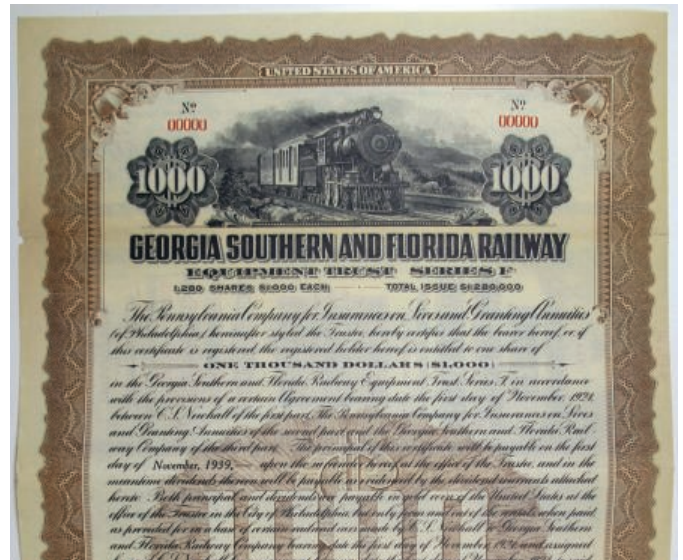 UNITED STATES OF AMERICA
No 00000
No 00000
1000
1000
GEORGIA SOUTHERN AND FLORIDA RAILWAY
EQUIPMENT TRUST SERIES F
1,280 SHARES $1,000 EACH TOTAL ISSUE $1,280,000
The Pennsylvania Company for Insurances on Lives and Granting Annuities
(of Philadelphia) hereinafter styled the Trustee, hereby certifies that the bearer hereof, or if
this certificate is registered, the registered holder hereof is entitled to one share of
ONE THOUSAND DOLLARS ($1,000)
in the Georgia Southern and Florida Railway Equipment Trust Series F, in accordance
with the provisions of a certain Agreement bearing date the first day of November, 1924,
between C. S. Newhall of the first part, The Pennsylvania Company for Insurances on Lives
and Granting Annuities of the second part and the Georgia Southern and Florida Rail-
way Company of the third part. The principal of this certificate will be payable on the first
day of November, 1939, upon the surrender hereof at the office of the Trustee, and in the
meantime dividends thereon will be payable as evidenced by the dividend warrants attached
hereto. Both principal and dividends are payable in gold coin of the United States at the
office of the Trustee in the City of Philadelphia but only from and out of the rentals when paid
as provided for in a lease of certain railroad cars made by C. S. Newhall to Georgia Southern
and Florida Railway Company bearing date the first day of November, 1924 and assigned